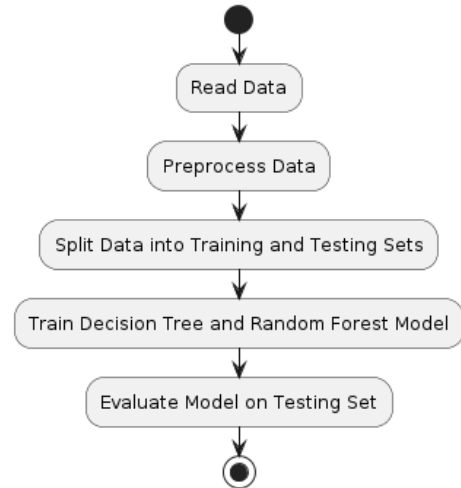 Read Data
Preprocess Data
Split Data into Training and Testing Sets
Train Decision Tree and Random Forest Model
Evaluate Model on Testing Set